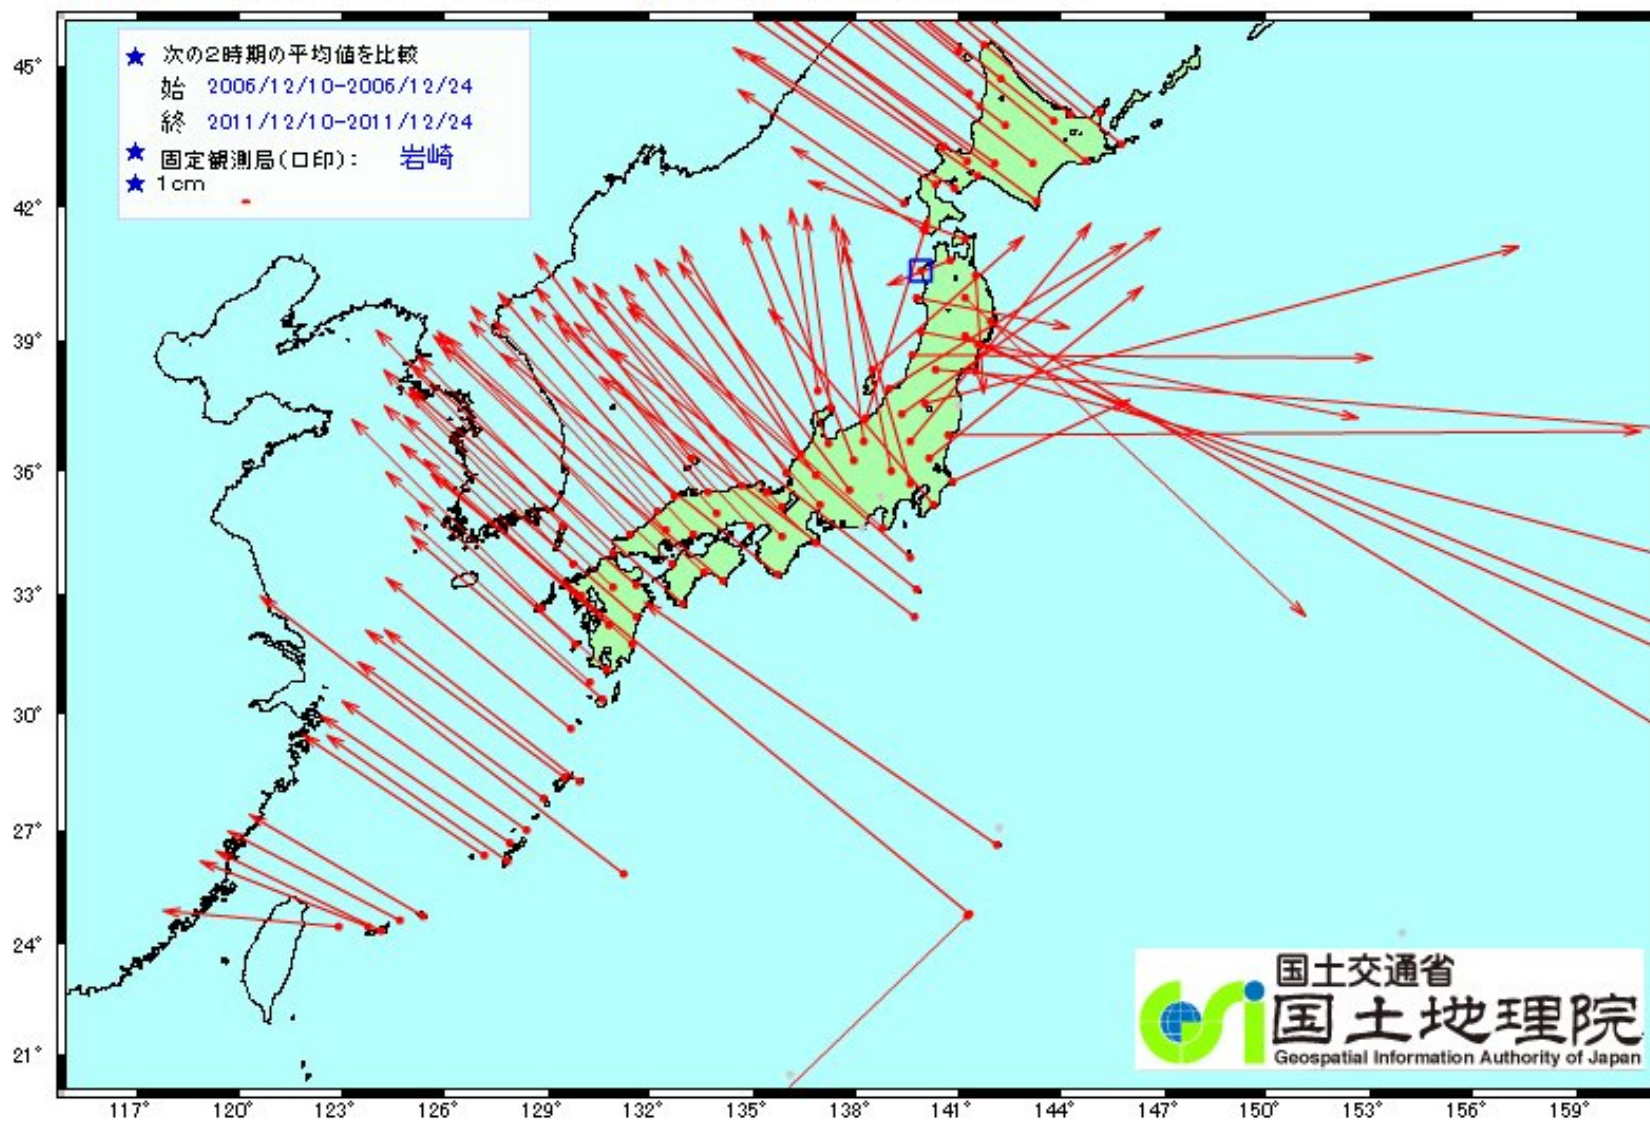 ★ 次の2時期の平均値を比較
始 2006/12/10-2006/12/24
終 2011/12/10-2011/12/24
★ 固定観測局(口印): 岩崎
★ 1cm
45°
42°
39°
36°
33°
30°
27°
24°
21°
117° 120° 123° 126° 129° 132° 135° 138° 141° 144° 147° 150° 153° 156° 159°
国土交通省
GSi 国土地理院
Geospatial Information Authority of Japan